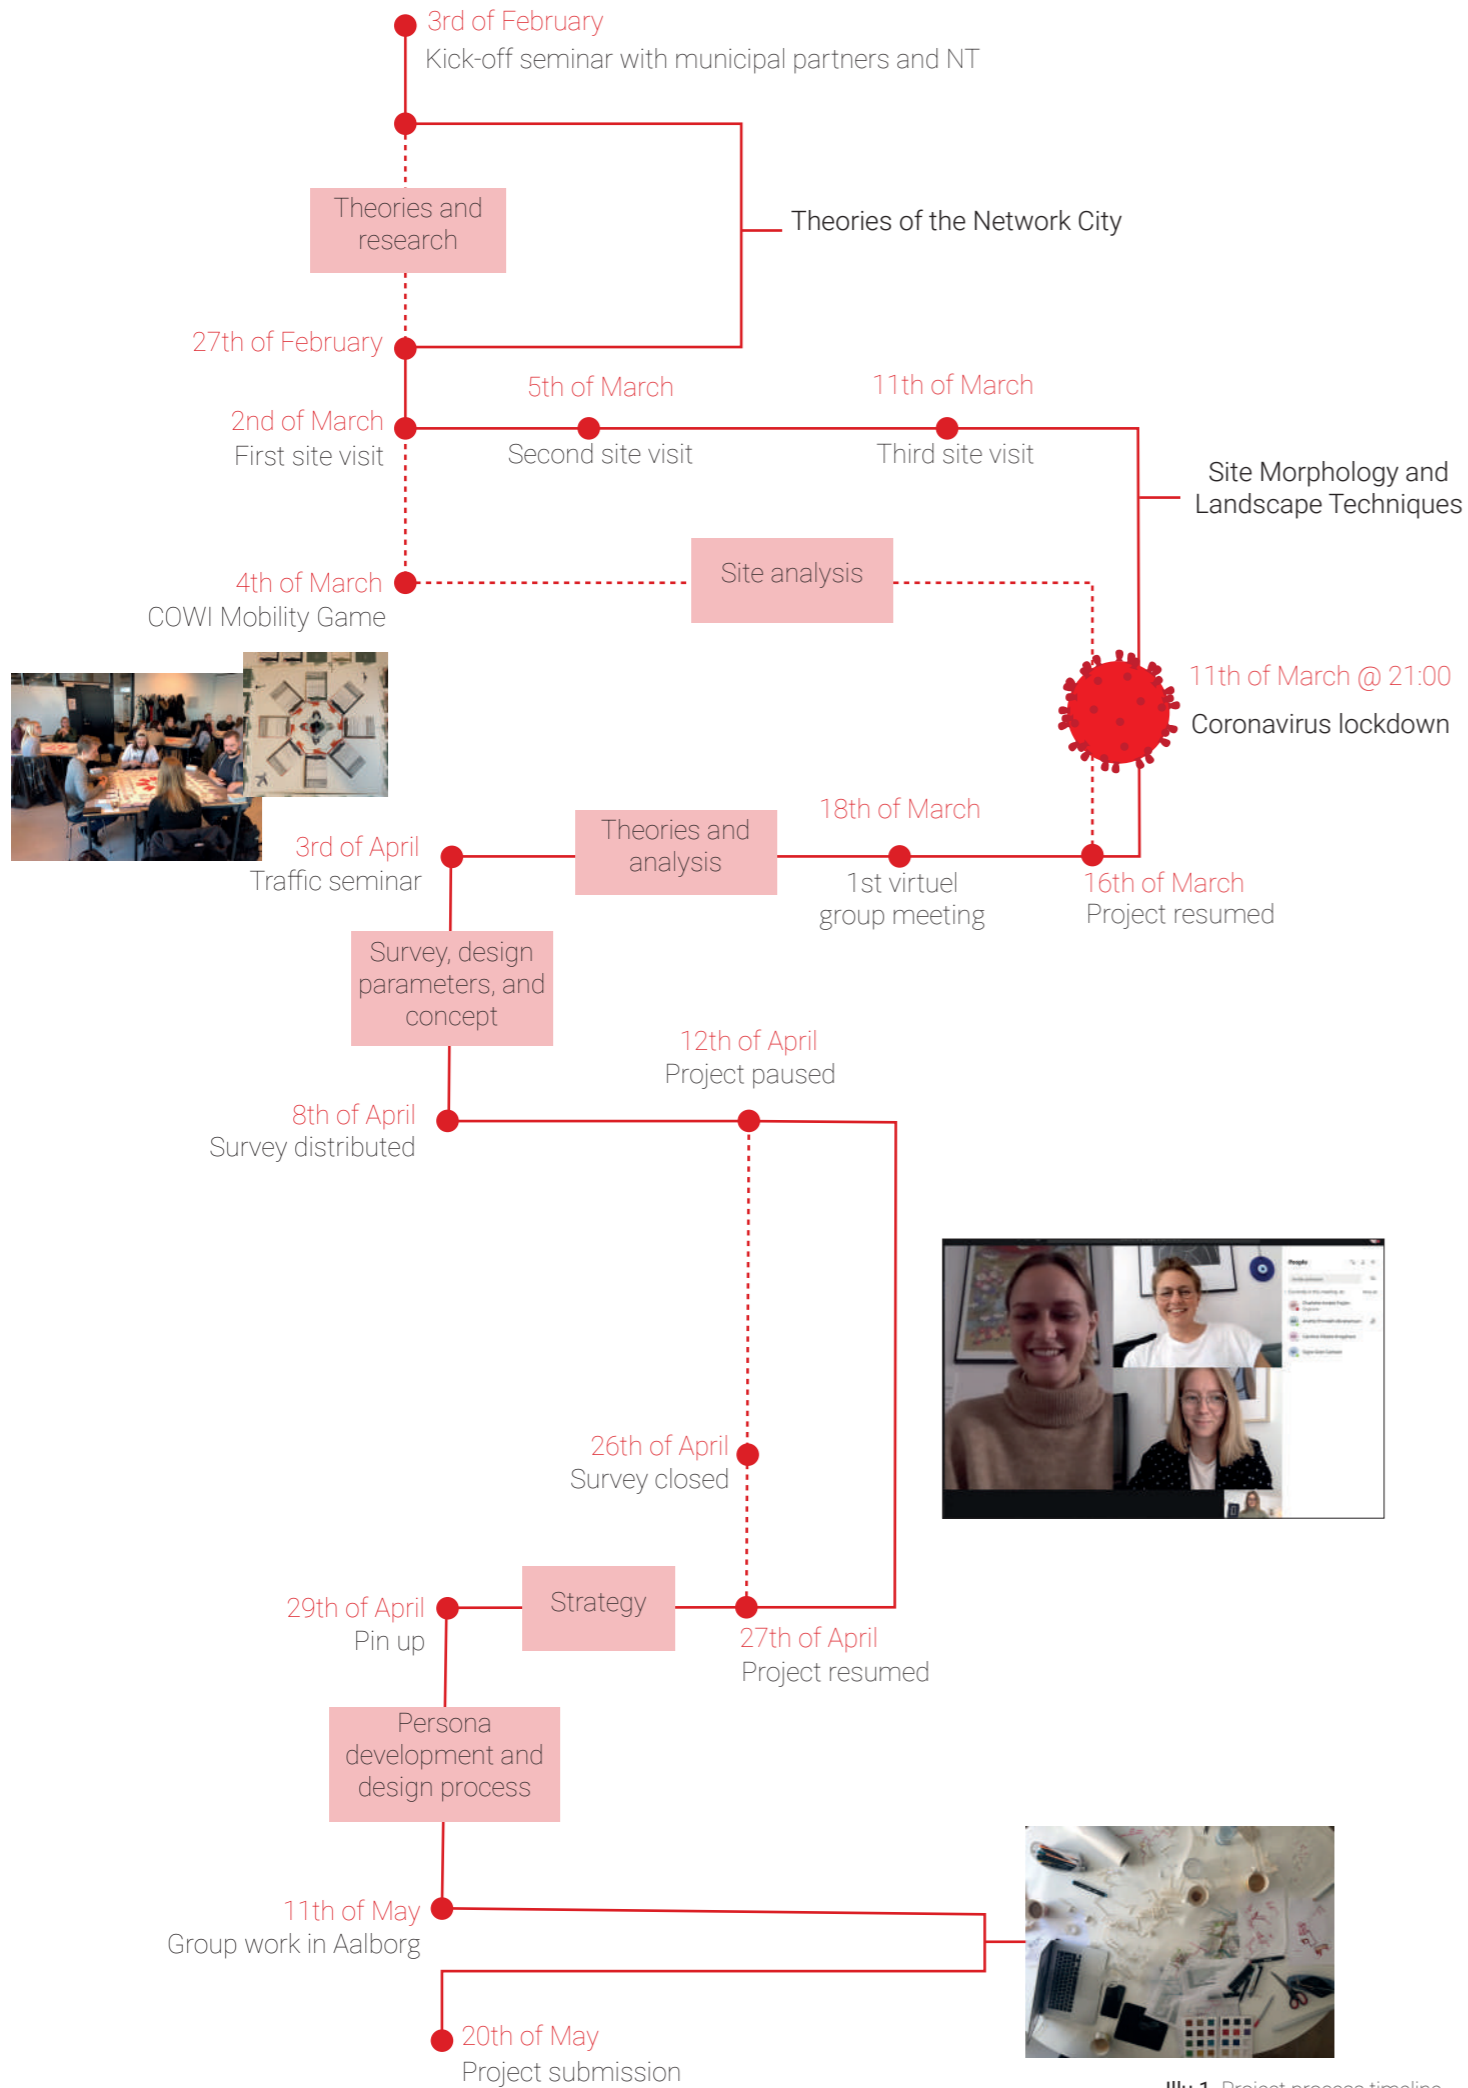 3rd of February
Kick-off seminar with municipal partners and NT
Theories and
research
Theories of the Network City
27th of February
2nd of March
First site visit
5th of March
Second site visit
11th of March
Third site visit
Site Morphology and
Landscape Techniques
4th of March
COWI Mobility Game
Site analysis
11th of March @ 21:00
Coronavirus lockdown
3rd of April
Traffic seminar
Theories and
analysis
18th of March
1st virtuel
group meeting
16th of March
Project resumed
Survey, design
parameters, and
concept
12th of April
Project paused
8th of April
Survey distributed
People
26th of April
Survey closed
29th of April
Pin up
Strategy
27th of April
Project resumed
Persona
development and
design process
11th of May
Group work in Aalborg
20th of May
Project submission
Illu 1. Project process timeline